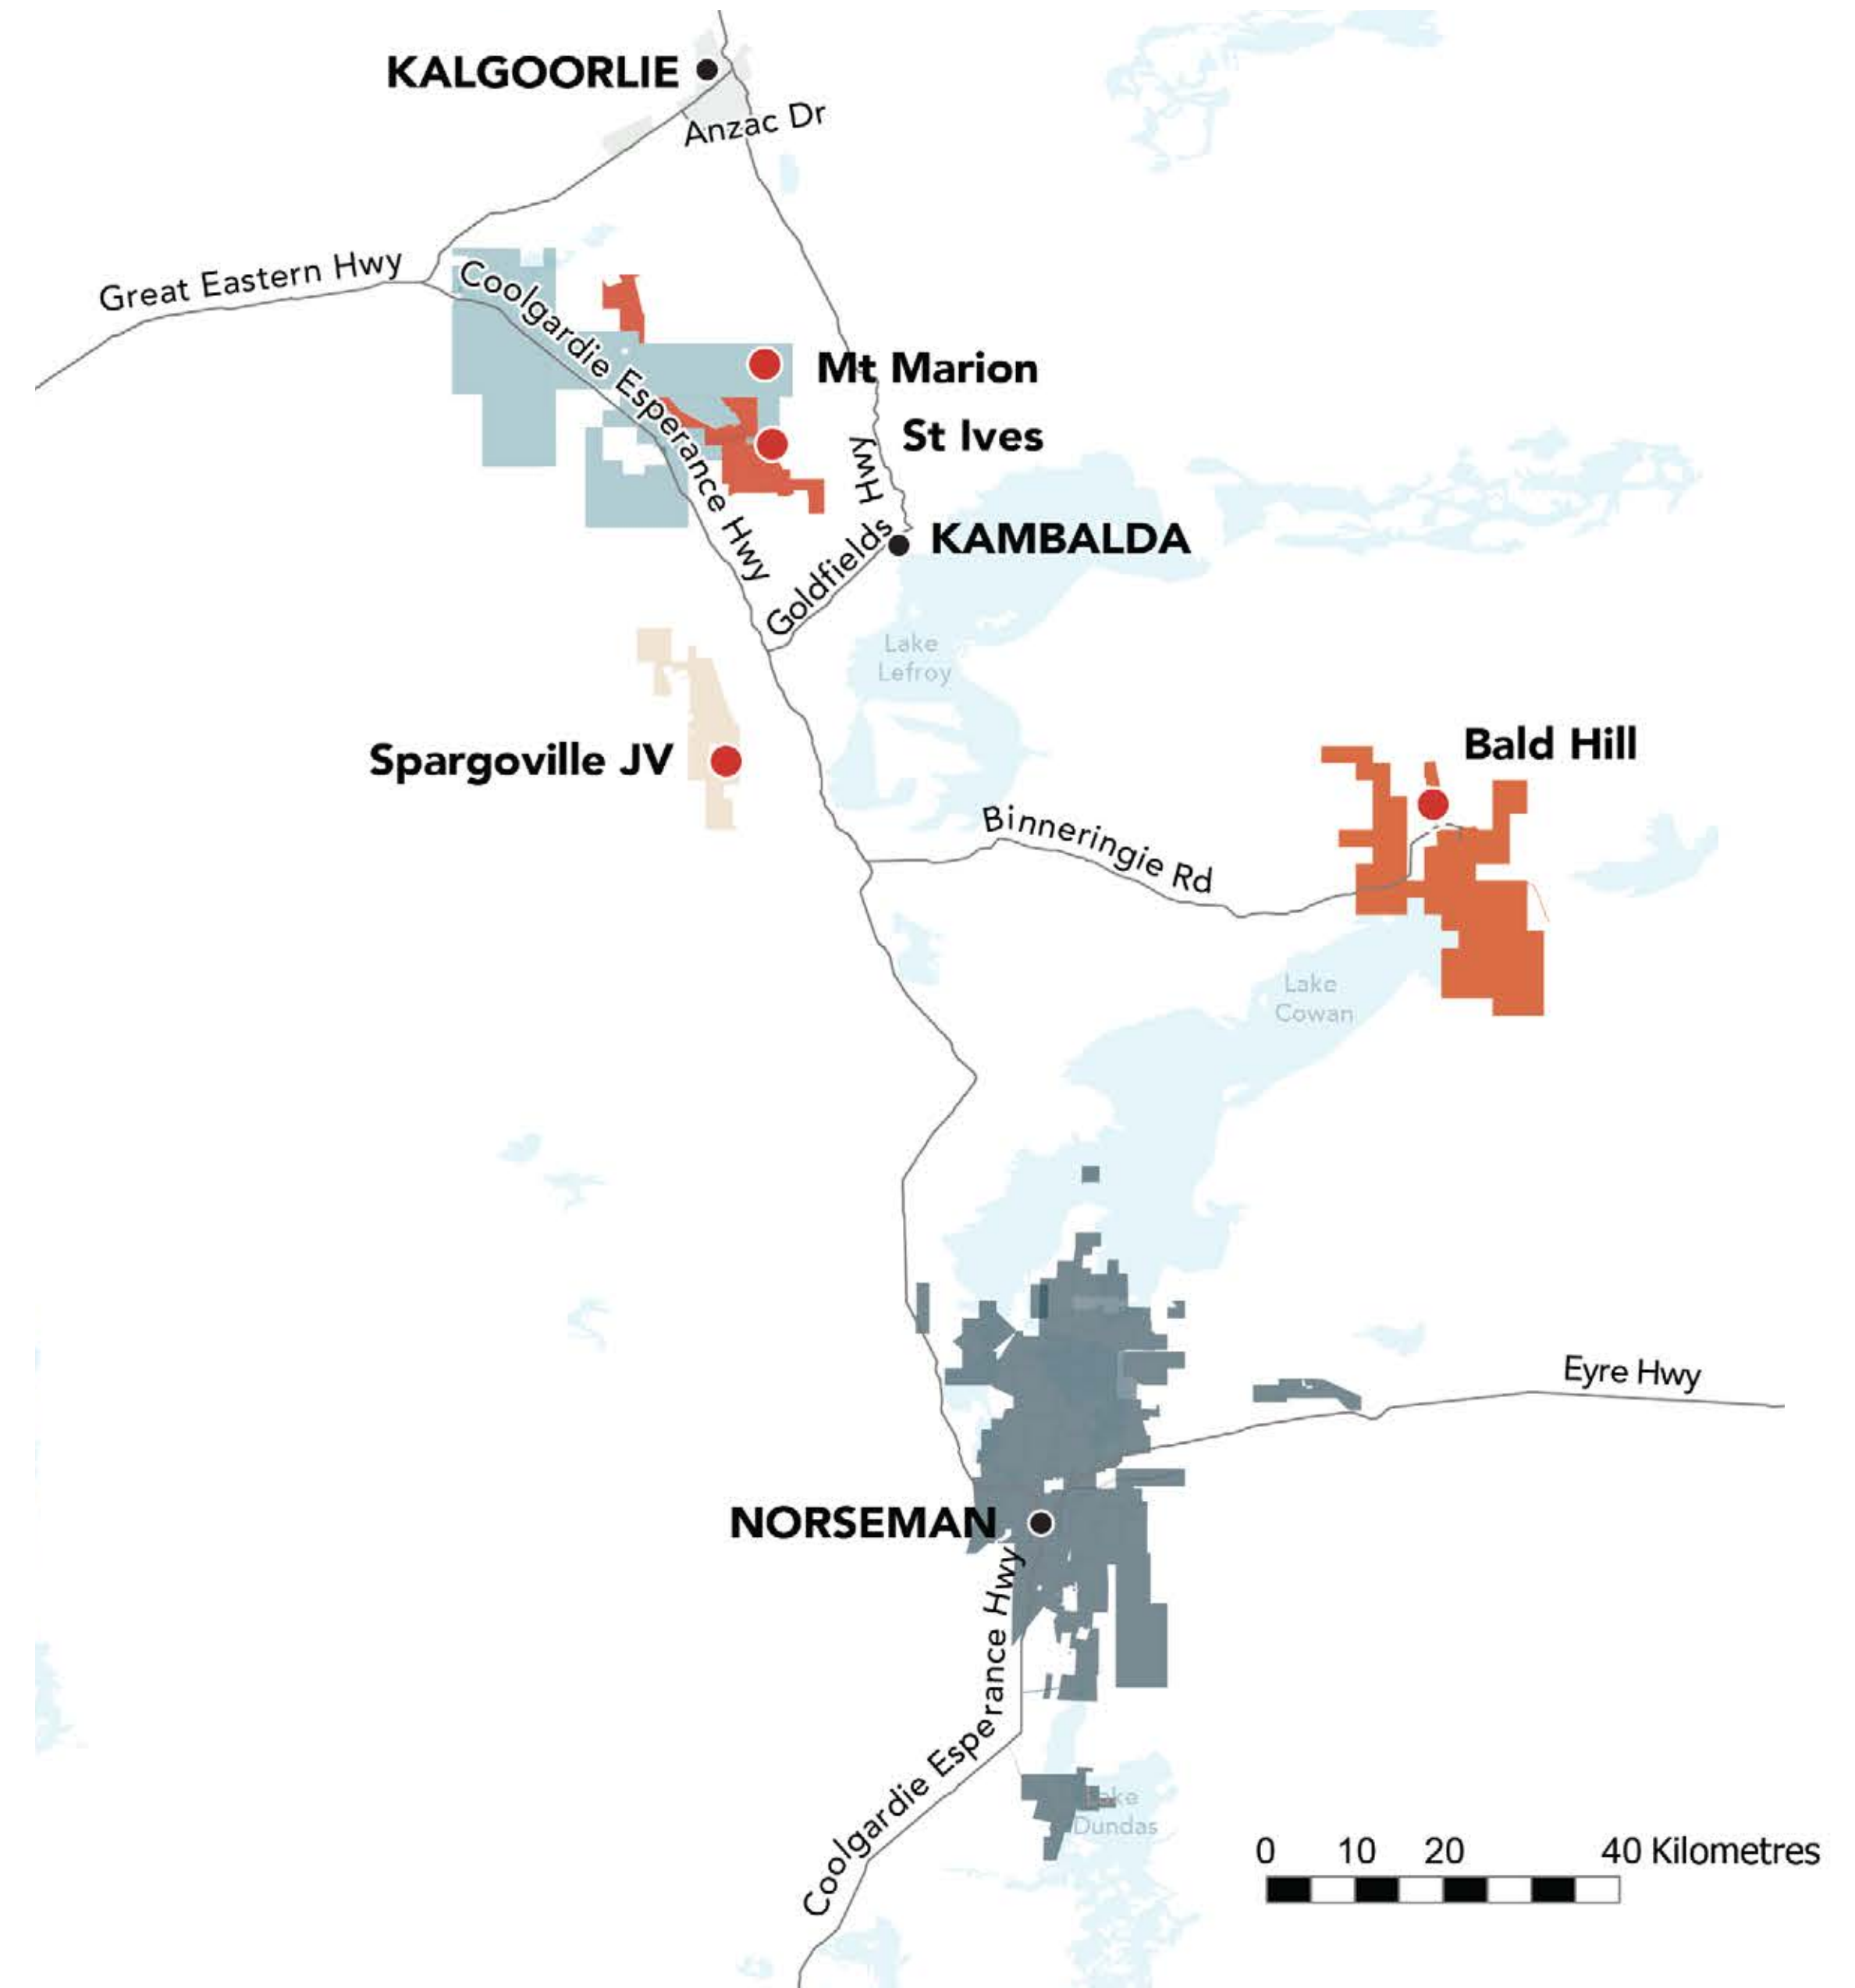 KALGOORLIE
Anzac Dr
Great Eastern Hwy
Coolgardie Esperance Hwy
Mt Marion
St Ives
Goldfields Hwy
KAMBALDA
Lake
Lefroy
Spargoville JV
Bald Hill
Binneringie Rd
Lake
Cowan
Eyre Hwy
NORSEMAN
Coolgardie Esperance Hwy
Lake
Dundas
0 10 20 40 Kilometres